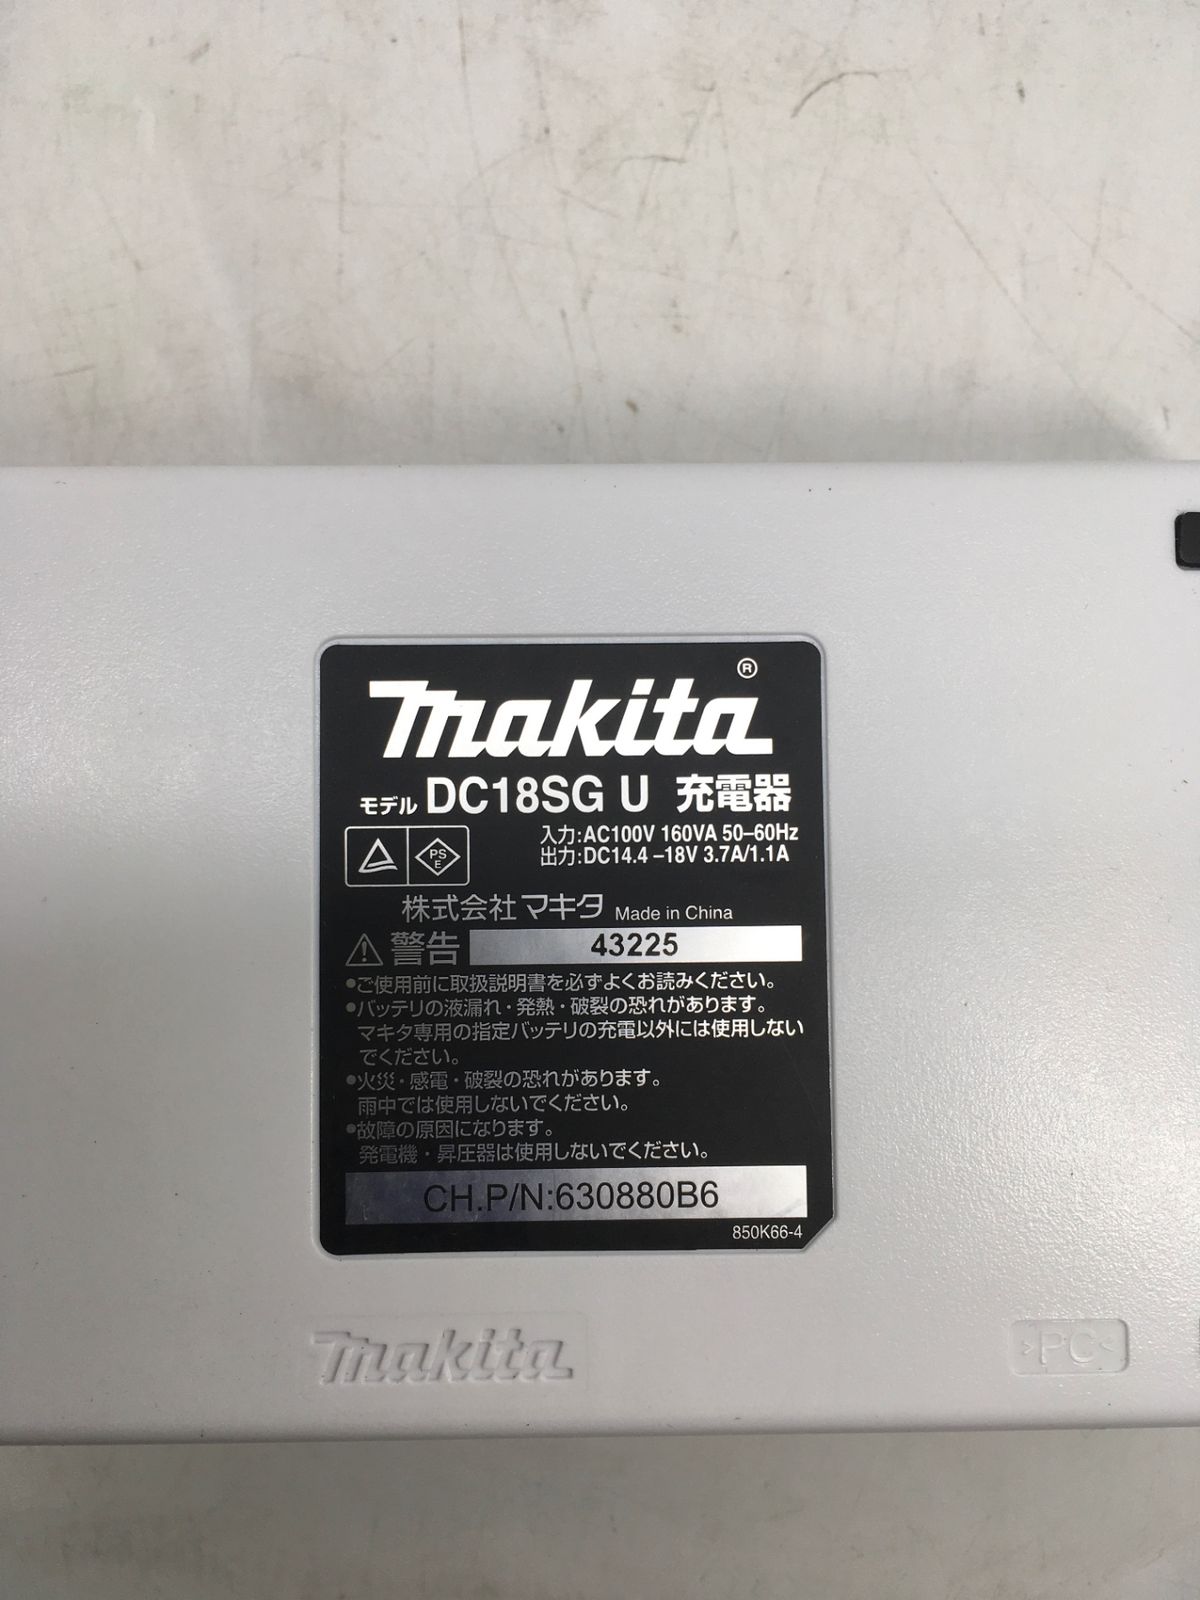 makita®
モデル DC18SG U 充電器
入力:AC100V 160VA 50–60Hz
出力:DC14.4 –18V 3.7A/1.1A
PS
E
株式会社 マキタ Made in China
警告 43225
•ご使用前に取扱説明書を必ずよくお読みください。
•バッテリの液漏れ・発熱・破裂の恐れがあります。
マキタ専用の指定バッテリの充電以外には使用しない
でください。
•火災・感電・破裂の恐れがあります。
雨中では使用しないでください。
•故障の原因になります。
発電機・昇圧器は使用しないでください。
CH.P/N:630880B6
850K66-4
makita
>PC<